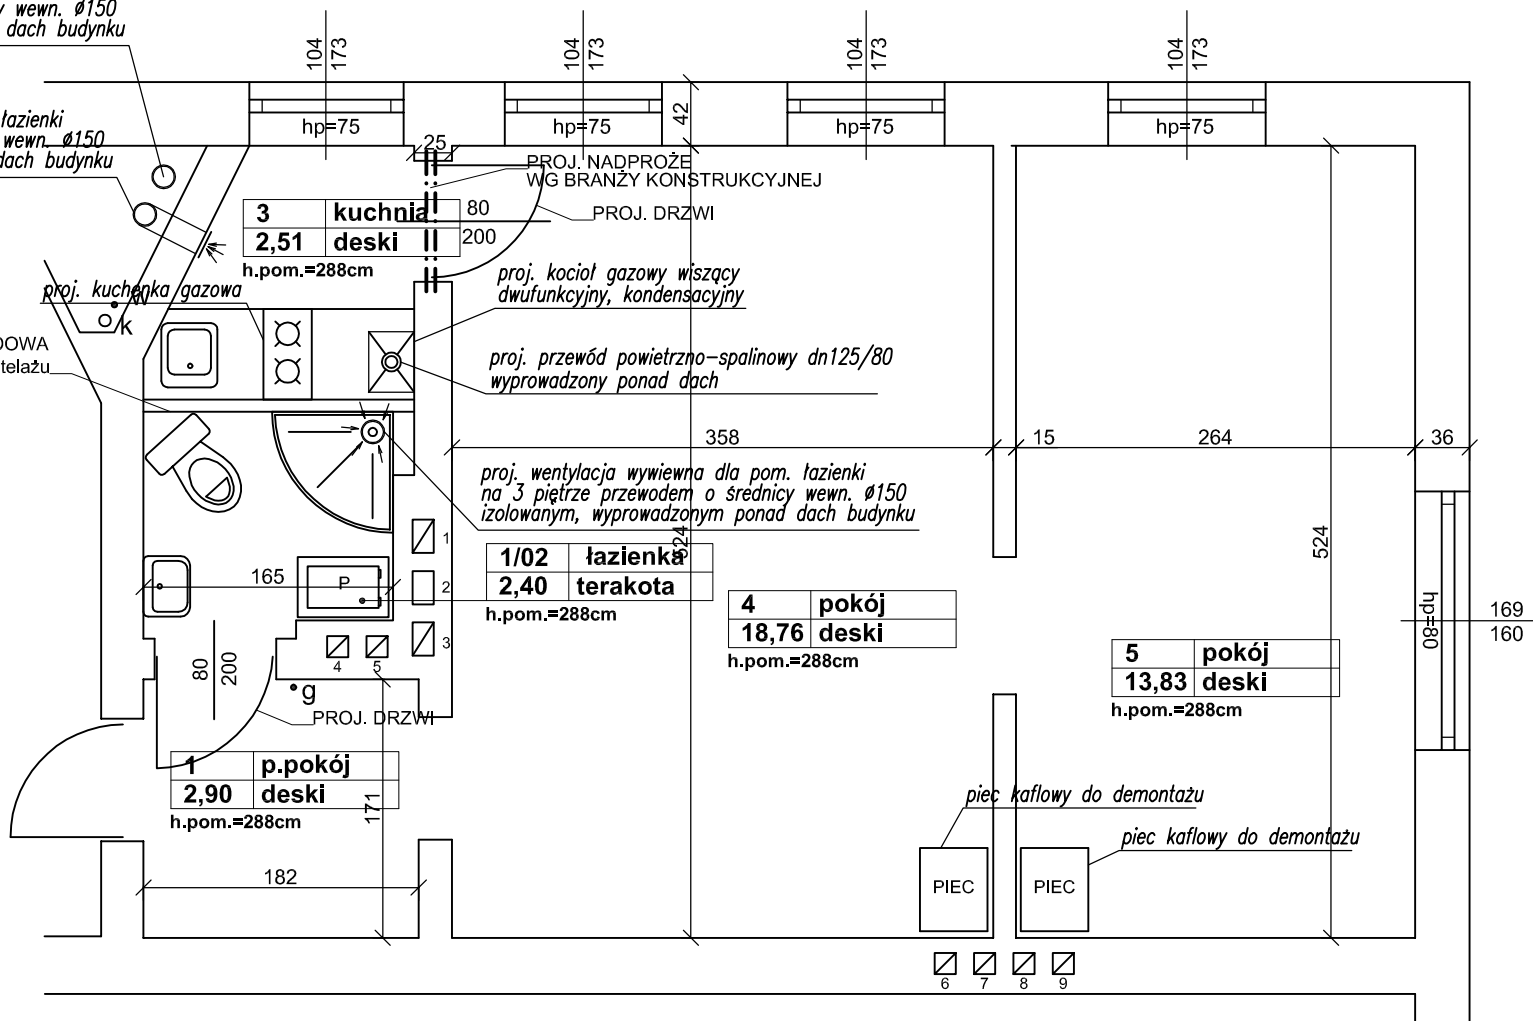 wewn. ø150
dach budynku
104
173
104
173
104
173
104
173
hp=75
hp=75
hp=75
hp=75
42
25
łazienki
wewn. ø150
dach budynku
PROJ. NADPROŻE
WG BRANŻY KONSTRUKCYJNEJ
80
200
PROJ. DRZWI
3 kuchnia
2,51 deski
h.pom.=288cm
proj. kuchenka gazowa
w
k
proj. kocioł gazowy wiszący
dwufunkcyjny, kondensacyjny
telażu
proj. przewód powietrzno-spalinowy dn125/80
wyprowadzony ponad dach
358
15
264
36
proj. wentylacja wywiewna dla pom. łazienki
na 3 piętrze przewodem o średnicy wewn. ø150
izolowanym, wyprowadzonym ponad dach budynku
524
524
1
2
3
4
5
165
P
1/02 łazienka
2,40 terakota
h.pom.=288cm
4 pokój
18,76 deski
h.pom.=288cm
hp=80
169
160
5 pokój
13,83 deski
h.pom.=288cm
80
200
g
PROJ. DRZWI
1 p.pokój
2,90 deski
h.pom.=288cm
171
182
piec kaflowy do demontażu
piec kaflowy do demontażu
PIEC
PIEC
6
7
8
9